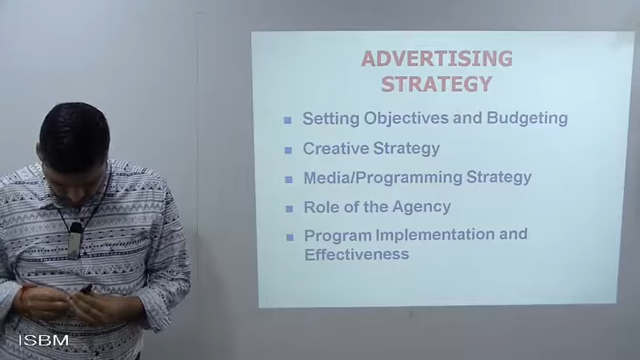 ADVERTISING
STRATEGY
Setting Objectives and Budgeting
Creative Strategy
Media/Programming Strategy
Role of the Agency
Program Implementation and
Effectiveness
ISBM